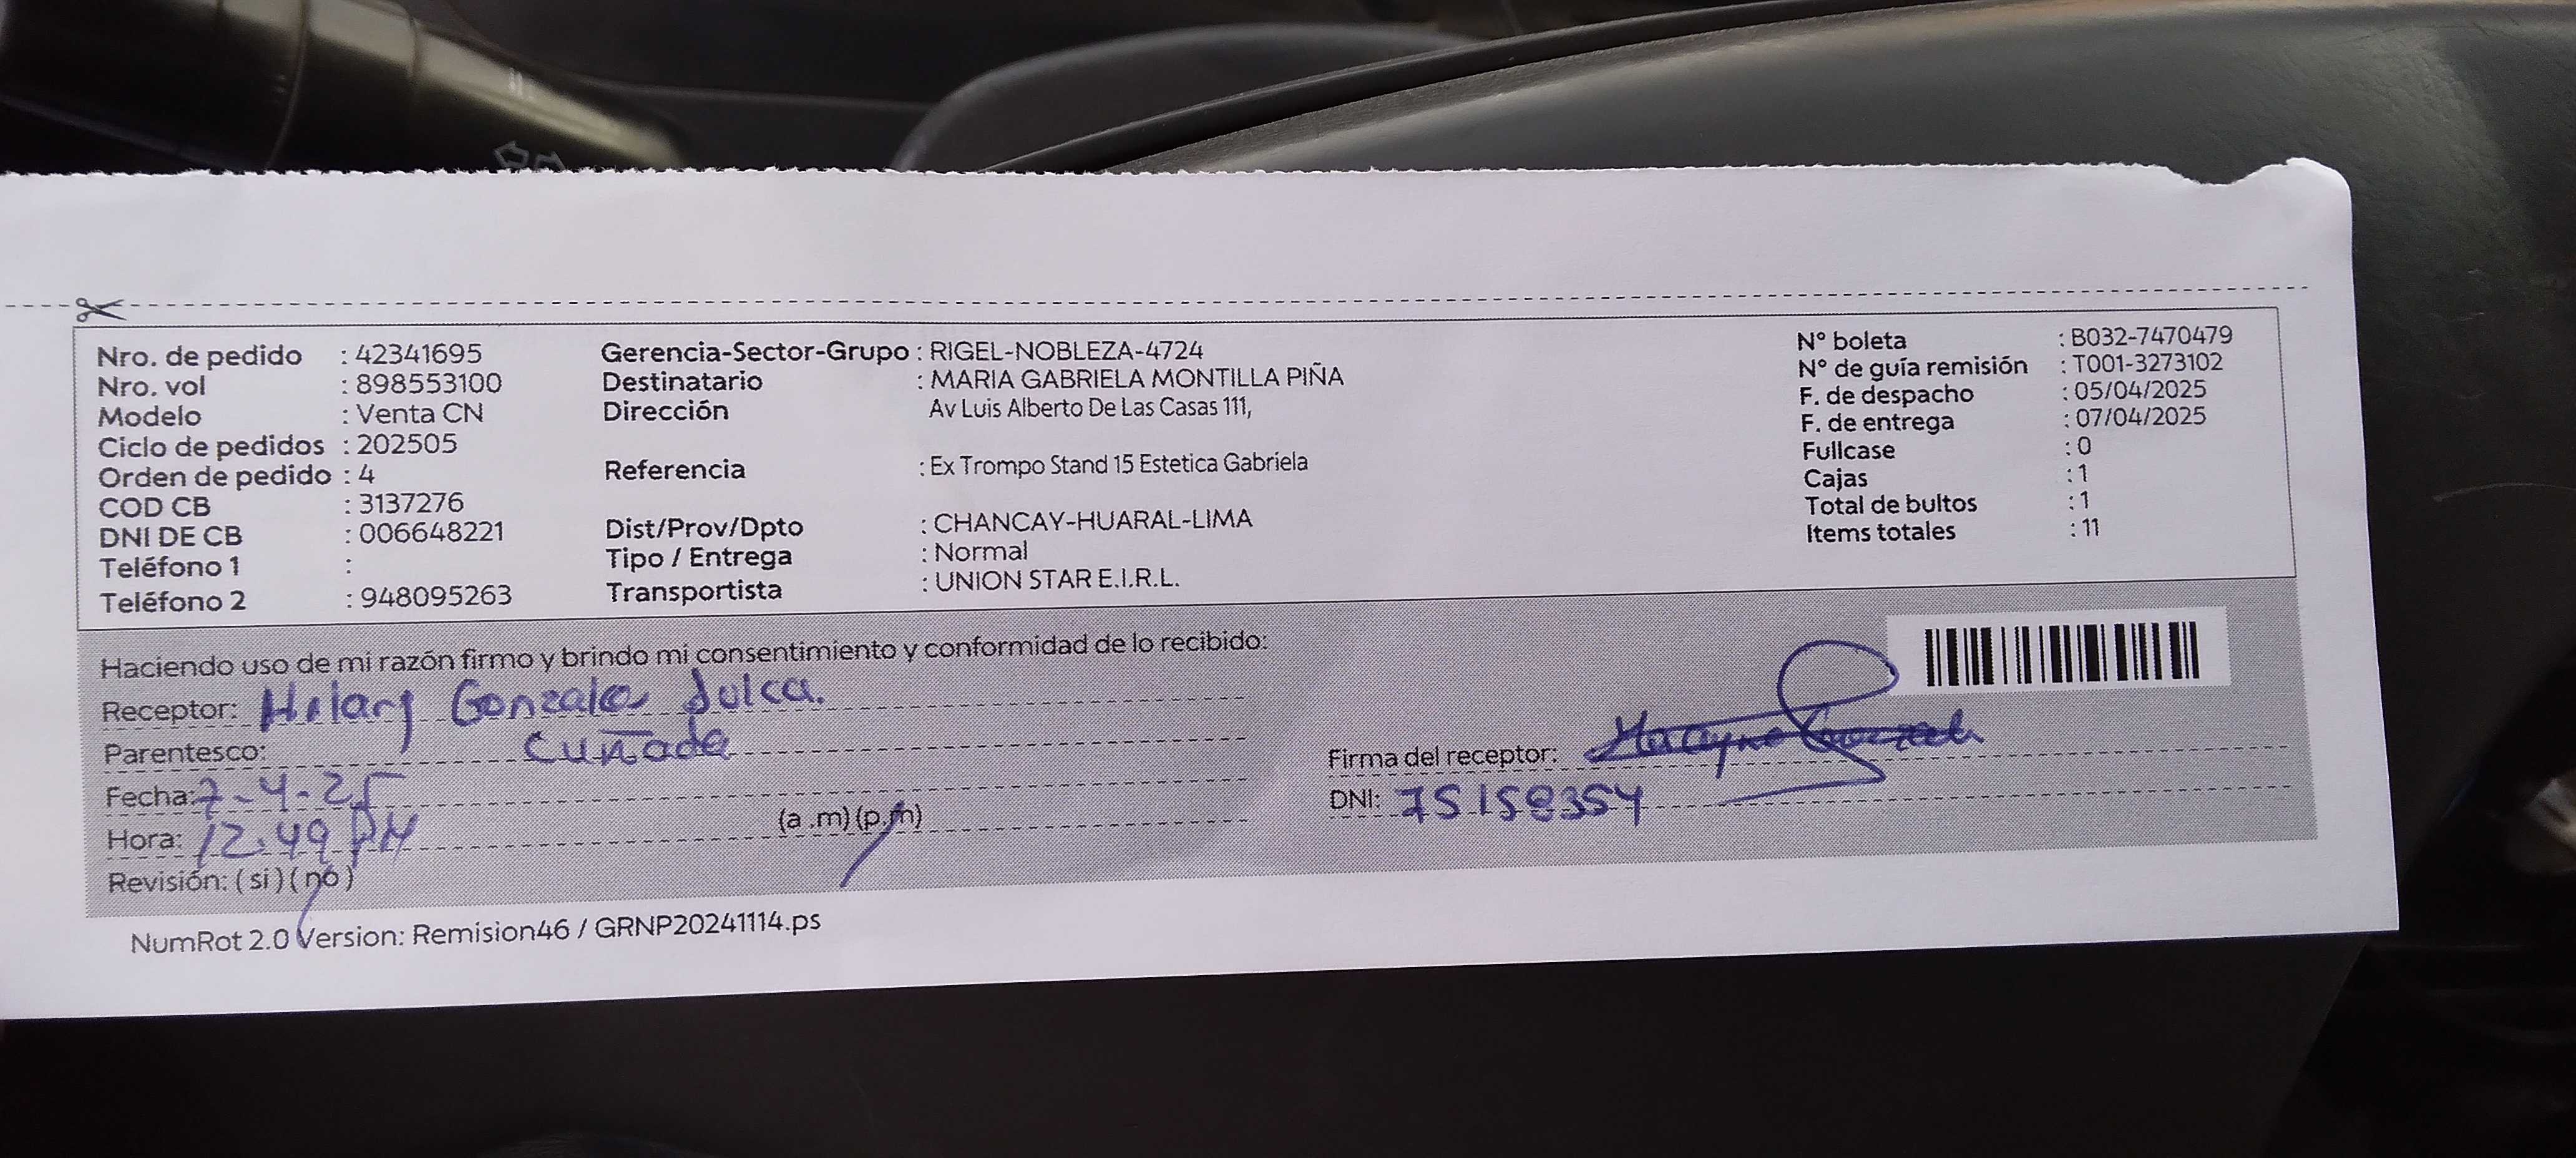 Nro. de pedido : 42341695
Nro. vol : 898553100
Modelo : Venta CN
Ciclo de pedidos : 202505
Orden de pedido : 4
COD CB : 3137276
DNI DE CB : 006648221
Teléfono 1 :
Teléfono 2 : 948095263
Gerencia-Sector-Grupo : RIGEL-NOBLEZA-4724
Destinatario : MARIA GABRIELA MONTILLA PIÑA
Dirección Av Luis Alberto De Las Casas 111,
Referencia : Ex Trompo Stand 15 Estetica Gabriela
Dist/Prov/Dpto : CHANCAY-HUARAL-LIMA
Tipo / Entrega : Normal
Transportista : UNION STAR E.I.R.L.
N° boleta : B032-7470479
N° de guía remisión : T001-3273102
F. de despacho : 05/04/2025
F. de entrega : 07/04/2025
Fullcase : 0
Cajas : 1
Total de bultos : 1
Items totales : 11
Haciendo uso de mi razón firmo y brindo mi consentimiento y conformidad de lo recibido:
Receptor: Hilary Gonzales Sulca.
Parentesco: Cuñada
Fecha: 7-4-25
Hora: 12.49 PM (a .m) (p.m)
Revisión: (si) (no)
Firma del receptor:
DNI: 75158354
NumRot 2.0 Version: Remision46 / GRNP20241114.ps